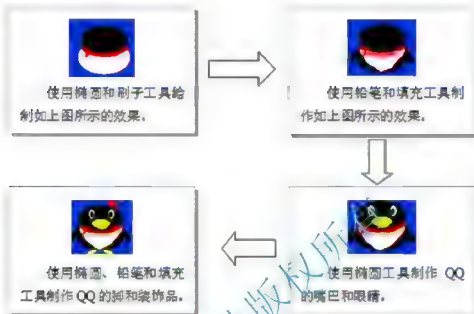 使用椭圆和刷子工具绘
制如上图所示的效果。
使用铅笔和填充工具制
作如上图所示的效果。
使用椭圆、铅笔和填充
工具制作QQ的脚和装饰品。
使用椭圆工具制作 QQ
的嘴巴和眼睛。
版权所